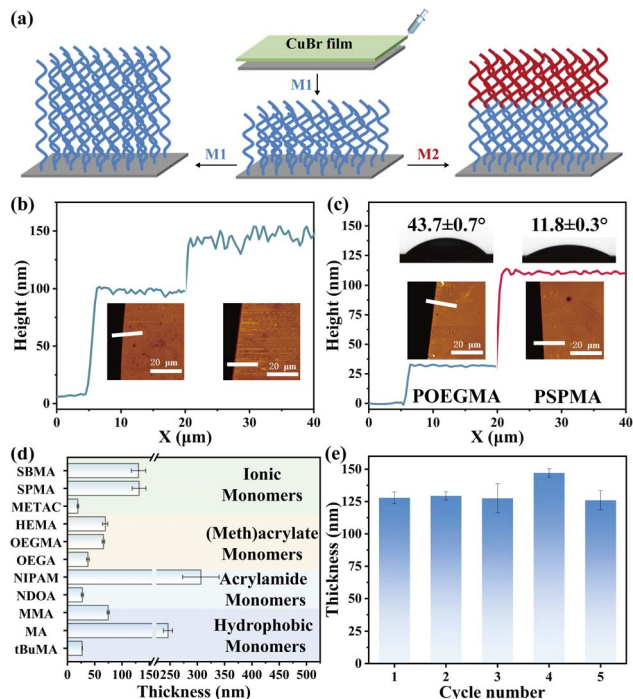 (a)
CuBr film
M1
M1
M2
(b)
Height (nm)
150
100
50
0
20 μm
20 μm
0
10
20
30
40
X (μm)
(c)
Height (nm)
150
125
100
75
50
25
0
43.7±0.7°
11.8±0.3°
20 μm
20 μm
POEGMA
PSPMA
0
10
20
30
40
X (μm)
(d)
SBMA
SPMA
METAC
HEMA
OEGMA
OEGA
NIPAM
NDOA
MMA
MA
tBuMA
Ionic
Monomers
(Meth)acrylate
Monomers
Acrylamide
Monomers
Hydrophobic
Monomers
0
50
100
150
250
300
400
500
Thickness (nm)
(e)
Thickness (nm)
150
125
100
75
50
25
0
1
2
3
4
5
Cycle number